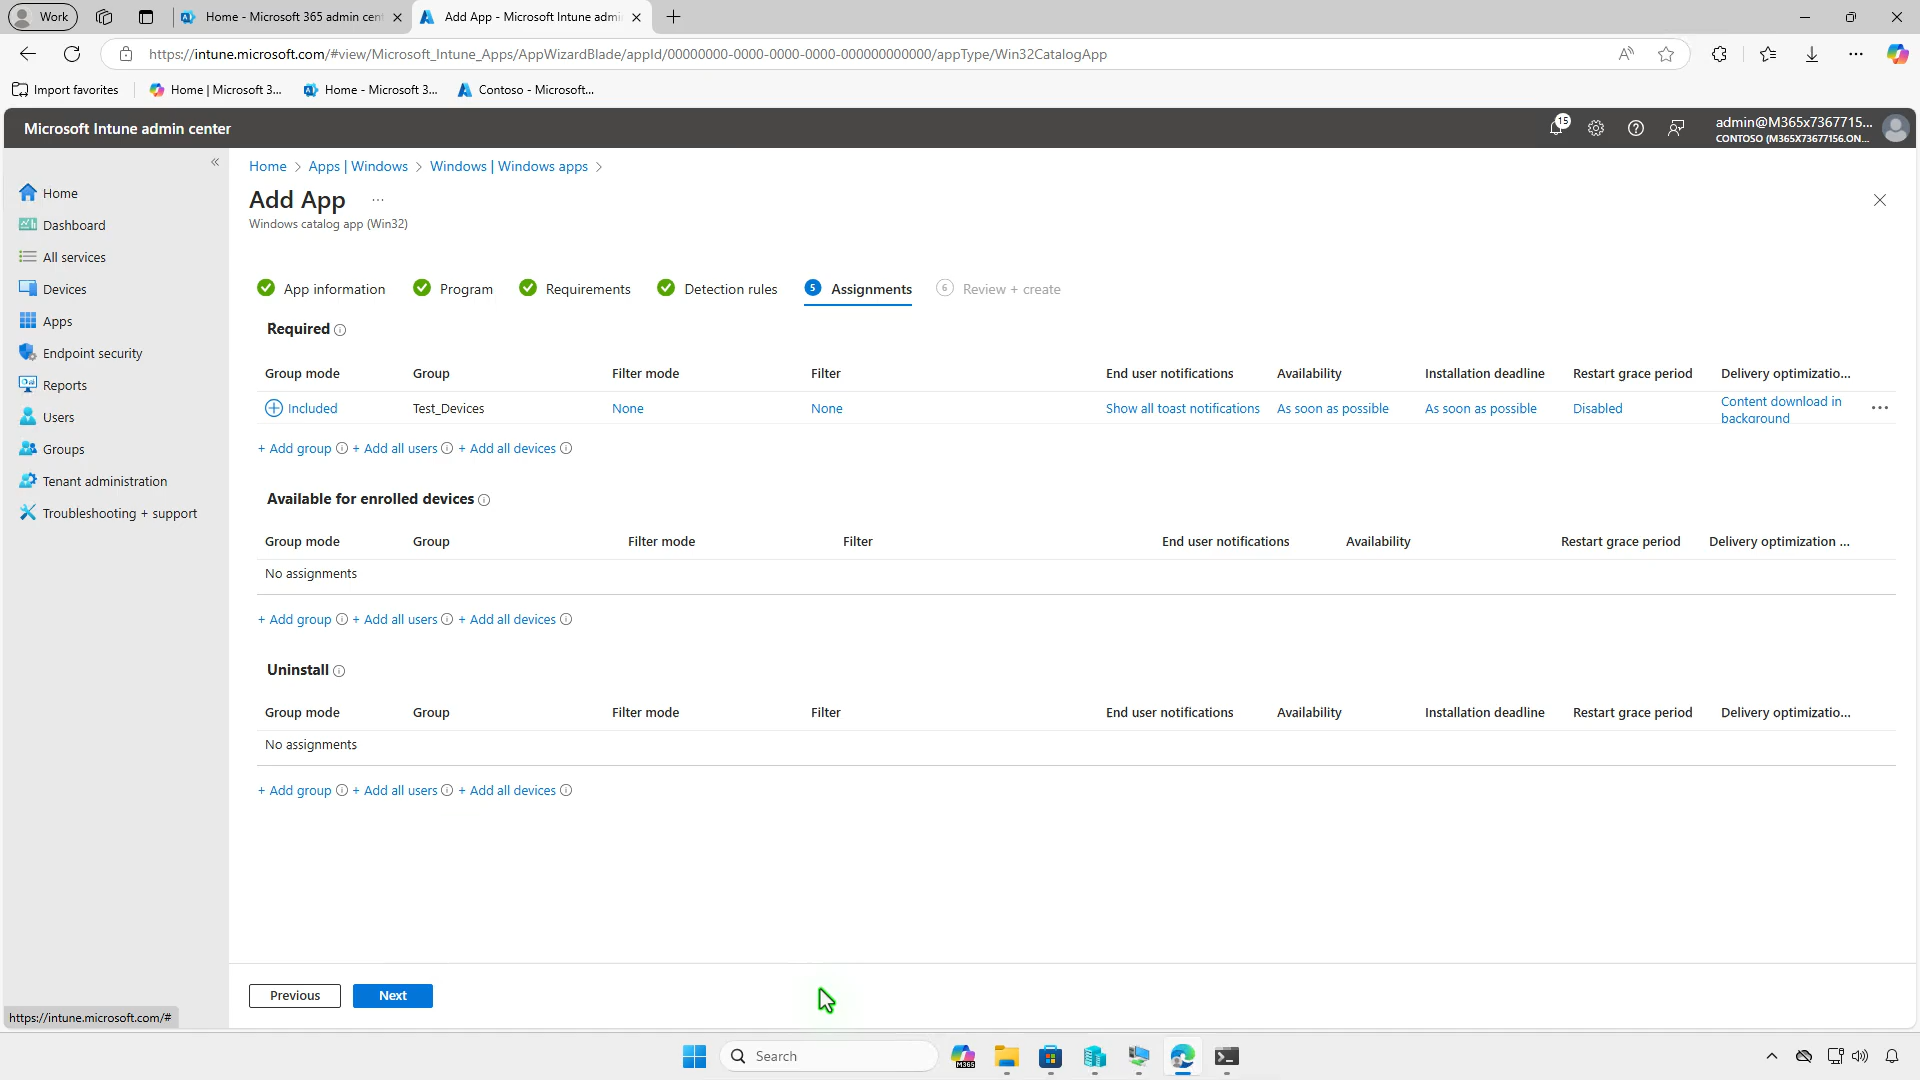 Work
Home - Microsoft 365 admin cent
Add App - Microsoft Intune admi
https://intune.microsoft.com/#view/Microsoft_Intune_Apps/AppWizardBlade/appId/00000000-0000-0000-0000-000000000000/appType/Win32CatalogApp
Import favorites
Home | Microsoft 3...
Home - Microsoft 3...
Contoso - Microsoft...
Microsoft Intune admin center
15
admin@M365x7367715...
CONTOSO (M365X73677156.ON...
Home
Dashboard
All services
Devices
Apps
Endpoint security
Reports
Users
Groups
Tenant administration
Troubleshooting + support
Home > Apps | Windows > Windows | Windows apps >
Add App ...
Windows catalog app (Win32)
App information
Program
Requirements
Detection rules
5 Assignments
6 Review + create
Required
Group mode Group Filter mode Filter End user notifications Availability Installation deadline Restart grace period Delivery optimizatio...
Included Test_Devices None None Show all toast notifications As soon as possible As soon as possible Disabled Content download in
background
+ Add group + Add all users + Add all devices
Available for enrolled devices
Group mode Group Filter mode Filter End user notifications Availability Restart grace period Delivery optimization ...
No assignments
+ Add group + Add all users + Add all devices
Uninstall
Group mode Group Filter mode Filter End user notifications Availability Installation deadline Restart grace period Delivery optimizatio...
No assignments
+ Add group + Add all users + Add all devices
Previous
Next
https://intune.microsoft.com/#
Search
M365